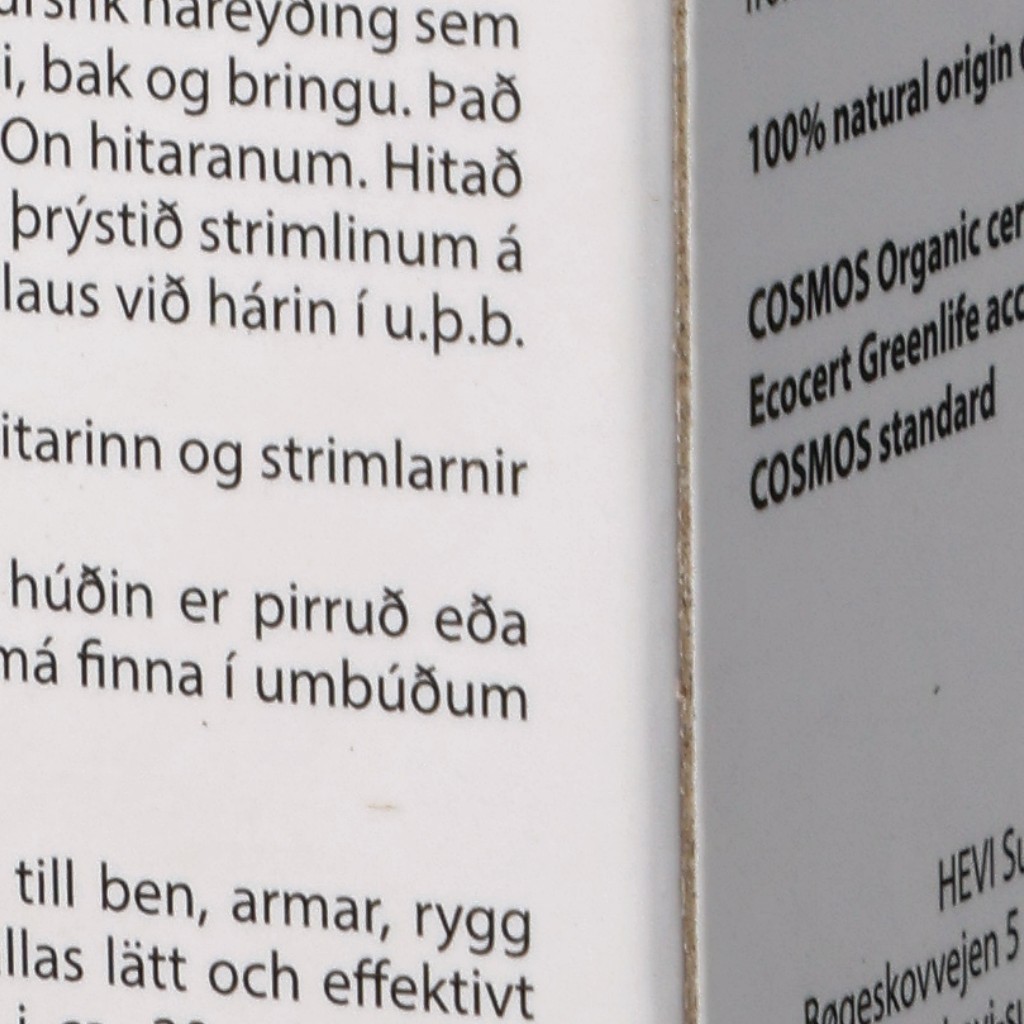 háreyðing sem
i, bak og bringu. Það
On hitaranum. Hitað
þrýstið strimlinum á
laus við hárin í u.þ.b.
itarinn og strimlarnir
húðin er pirruð eða
má finna í umbúðum
till ben, armar, rygg
llas lätt och effektivt
100% natural origin
COSMOS Organic cer
Ecocert Greenlife acc
COSMOS standard
HEVI Su
Bøgeskovvejen 5